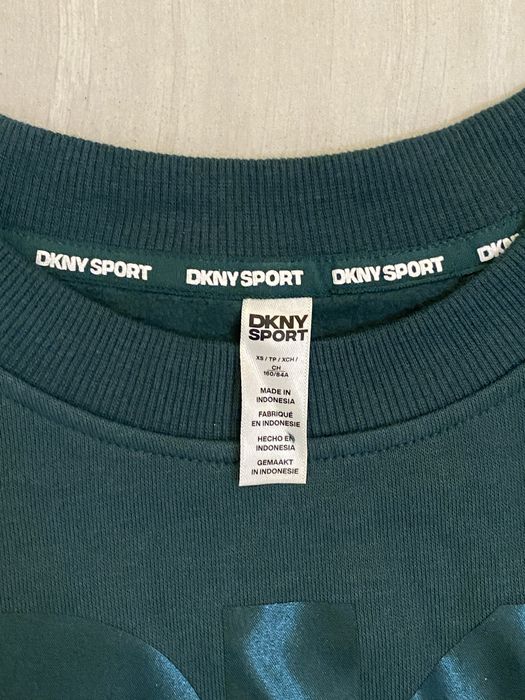 DKNY SPORT
DKNY SPORT
DKNY SPORT
DKN
DKNY
SPORT
XS / TP / XCH /
CH
160/84A
MADE IN
INDONESIA
FABRIQUÉ
EN INDONESIE
HECHO EN
INDONESIA
GEMAAKT
IN INDONESIE